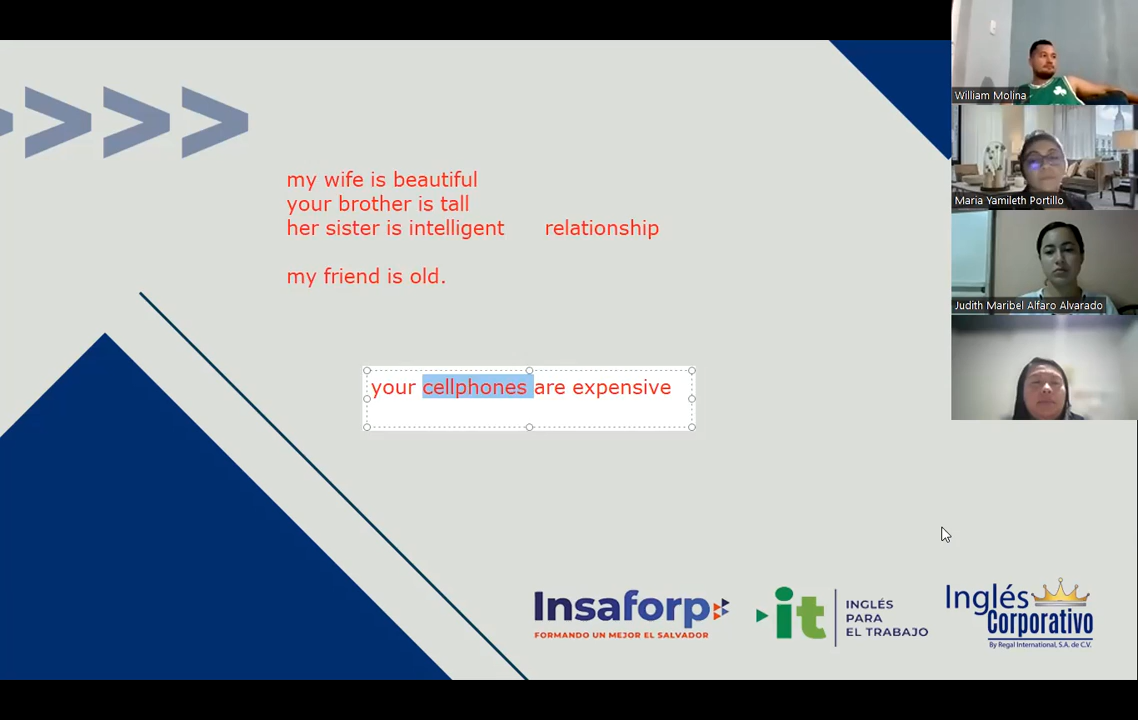 my wife is beautiful
your brother is tall
her sister is intelligent relationship
my friend is old.
your cellphones are expensive
William Molina
Maria Yamileth Portillo
Judith Maribel Alfaro Alvarado
Insaforp
FORMANDO UN MEJOR EL SALVADOR
it
INGLÉS
PARA
EL TRABAJO
Inglés
Corporativo
By Regal International, S.A. de C.V.